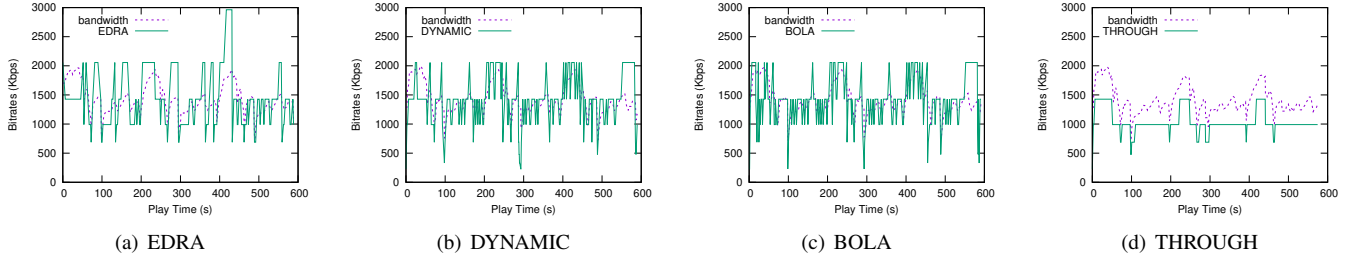 3000
2500
2000
1500
1000
500
0
Bitrates (Kbps)
bandwidth
EDRA
0 100 200 300 400 500 600
Play Time (s)
(a) EDRA
3000
2500
2000
1500
1000
500
0
Bitrates (Kbps)
bandwidth
DYNAMIC
0 100 200 300 400 500 600
Play Time (s)
(b) DYNAMIC
3000
2500
2000
1500
1000
500
0
Bitrates (Kbps)
bandwidth
BOLA
0 100 200 300 400 500 600
Play Time (s)
(c) BOLA
3000
2500
2000
1500
1000
500
0
Bitrates (Kbps)
bandwidth
THROUGH
0 100 200 300 400 500 600
Play Time (s)
(d) THROUGH